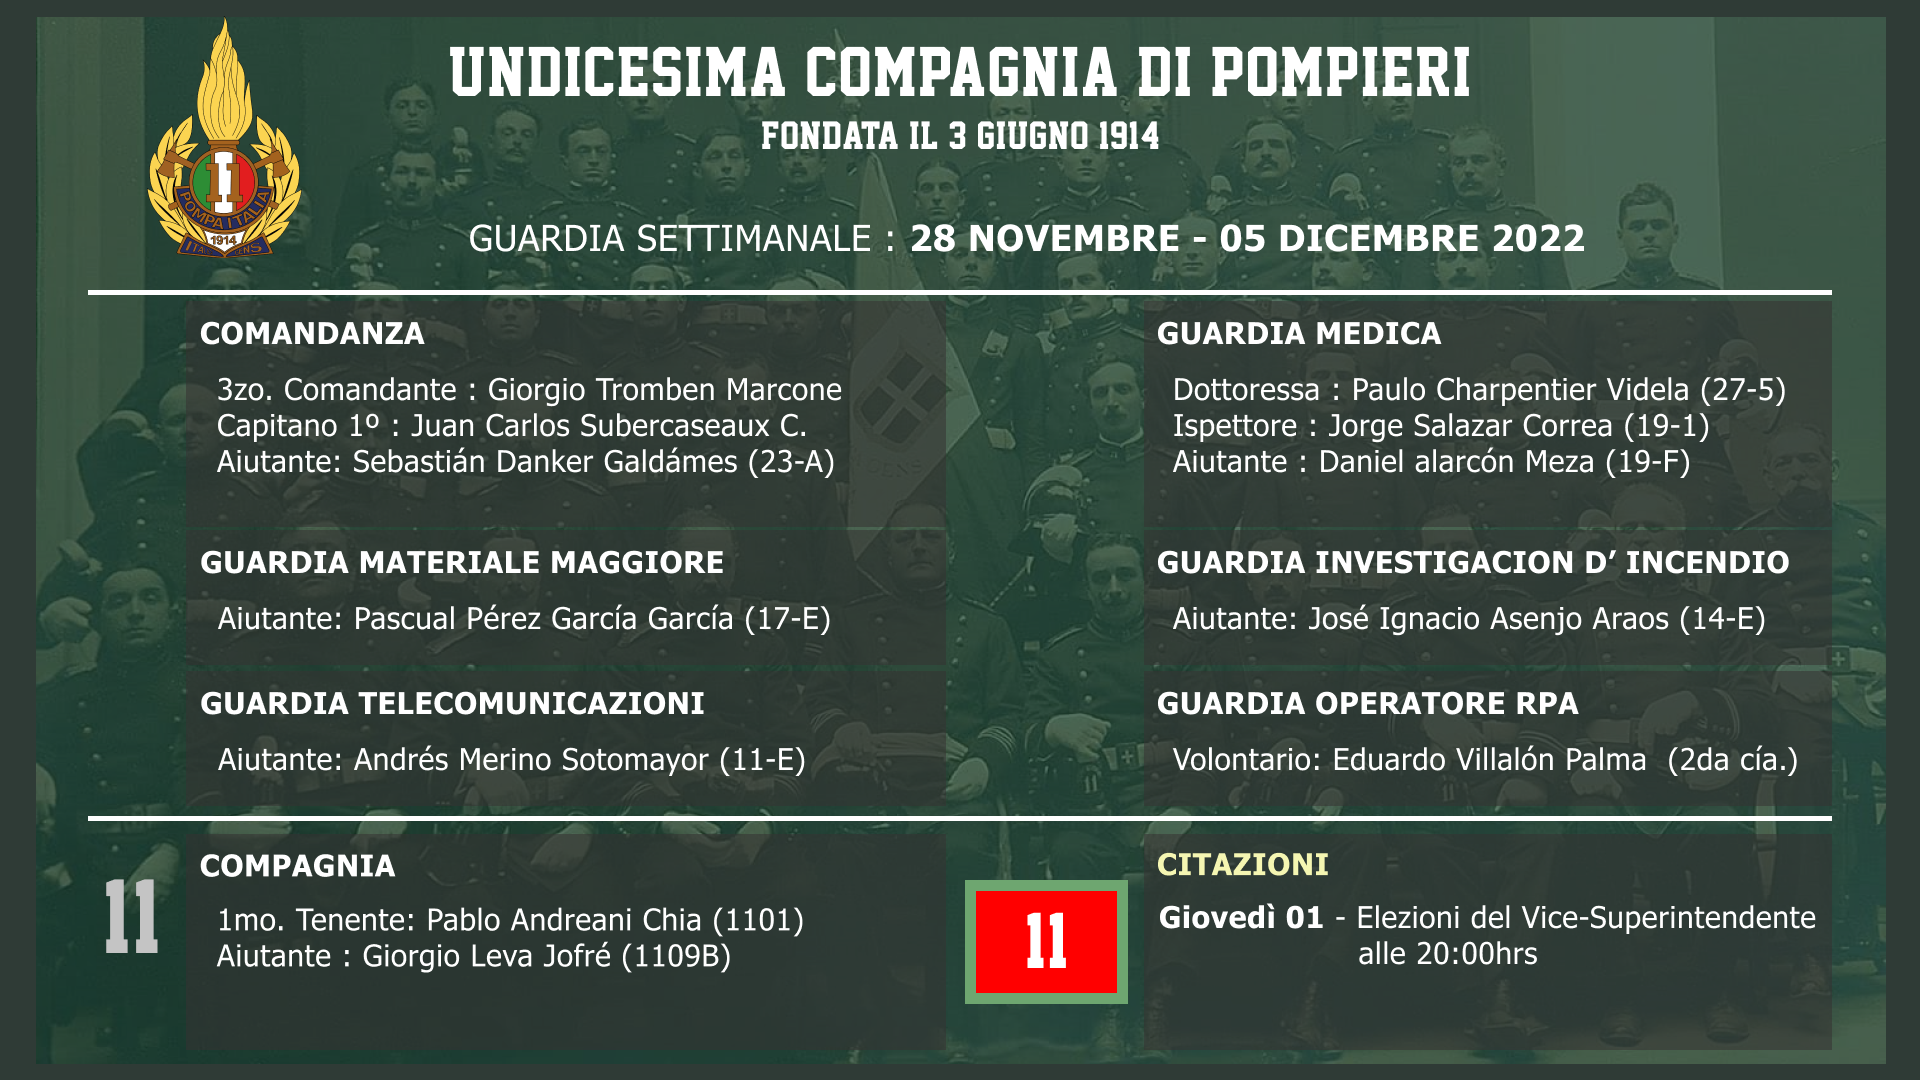 UNDICESIMA COMPAGNIA DI POMPIERI
FONDATA IL 3 GIUGNO 1914
11
POMPA ITALIA
1914
GUARDIA SETTIMANALE : 28 NOVEMBRE - 05 DICEMBRE 2022
COMANDANZA
3zo. Comandante : Giorgio Tromben Marcone
Capitano 1º : Juan Carlos Subercaseaux C.
Aiutante: Sebastián Danker Galdámes (23-A)
GUARDIA MEDICA
Dottoressa : Paulo Charpentier Videla (27-5)
Ispettore : Jorge Salazar Correa (19-1)
Aiutante : Daniel alarcón Meza (19-F)
GUARDIA MATERIALE MAGGIORE
Aiutante: Pascual Pérez García García (17-E)
GUARDIA INVESTIGACION D’ INCENDIO
Aiutante: José Ignacio Asenjo Araos (14-E)
GUARDIA TELECOMUNICAZIONI
Aiutante: Andrés Merino Sotomayor (11-E)
GUARDIA OPERATORE RPA
Volontario: Eduardo Villalón Palma (2da cía.)
11
COMPAGNIA
1mo. Tenente: Pablo Andreani Chia (1101)
Aiutante : Giorgio Leva Jofré (1109B)
11
CITAZIONI
Giovedì 01 - Elezioni del Vice-Superintendente
alle 20:00hrs